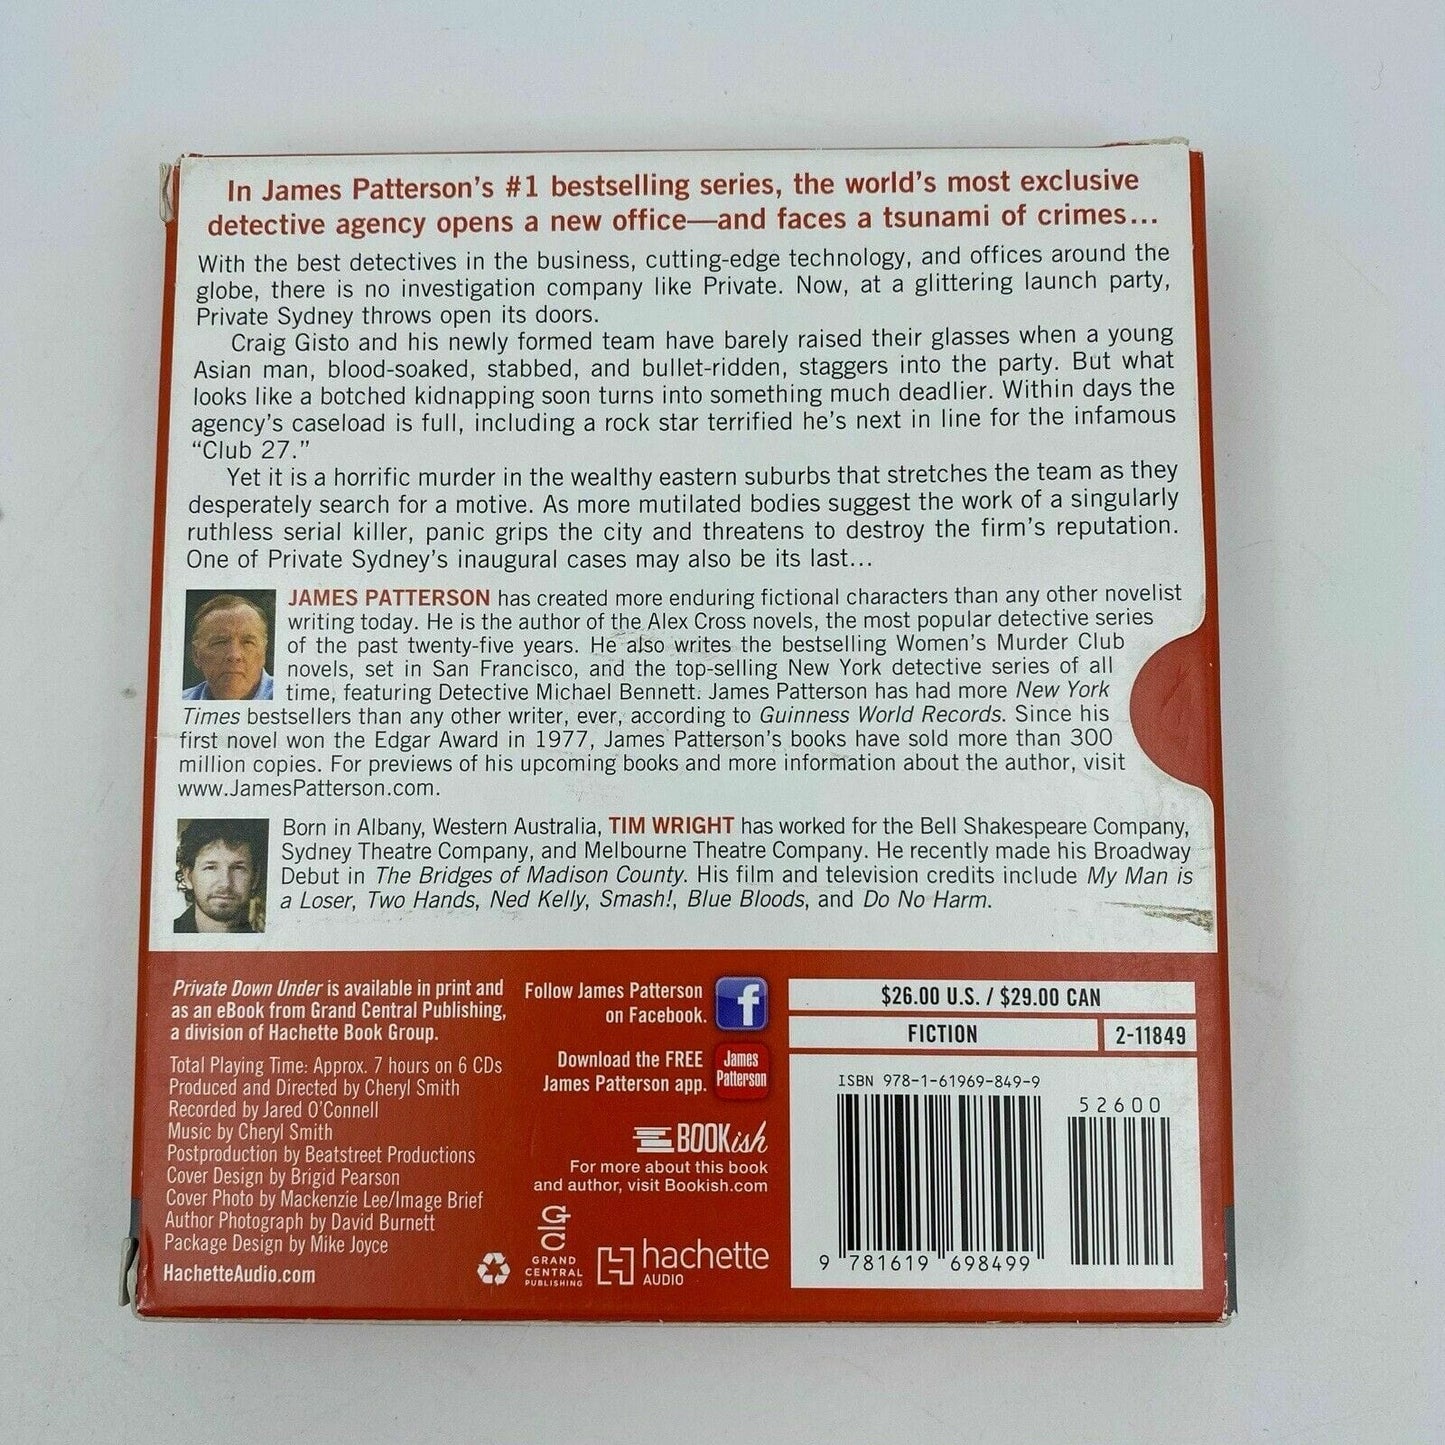 In James Patterson's #1 bestselling series, the world's most exclusive
detective agency opens a new office—and faces a tsunami of crimes...
With the best detectives in the business, cutting-edge technology, and offices around the
globe, there is no investigation company like Private. Now, at a glittering launch party,
Private Sydney throws open its doors.
Craig Gisto and his newly formed team have barely raised their glasses when a young
Asian man, blood-soaked, stabbed, and bullet-ridden, staggers into the party. But what
looks like a botched kidnapping soon turns into something much deadlier. Within days the
agency's caseload is full, including a rock star terrified he's next in line for the infamous
"Club 27."
Yet it is a horrific murder in the wealthy eastern suburbs that stretches the team as they
desperately search for a motive. As more mutilated bodies suggest the work of a singularly
ruthless serial killer, panic grips the city and threatens to destroy the firm's reputation.
One of Private Sydney's inaugural cases may also be its last...
JAMES PATTERSON has created more enduring fictional characters than any other novelist
writing today. He is the author of the Alex Cross novels, the most popular detective series
of the past twenty-five years. He also writes the bestselling Women's Murder Club
novels, set in San Francisco, and the top-selling New York detective series of all
time, featuring Detective Michael Bennett. James Patterson has had more New York
Times bestsellers than any other writer, ever, according to Guinness World Records. Since his
first novel won the Edgar Award in 1977, James Patterson's books have sold more than 300
million copies. For previews of his upcoming books and more information about the author, visit
www.JamesPatterson.com.
Born in Albany, Western Australia, TIM WRIGHT has worked for the Bell Shakespeare Company,
Sydney Theatre Company, and Melbourne Theatre Company. He recently made his Broadway
Debut in The Bridges of Madison County. His film and television credits include My Man is
a Loser, Two Hands, Ned Kelly, Smash!, Blue Bloods, and Do No Harm.
Private Down Under is available in print and
as an eBook from Grand Central Publishing,
a division of Hachette Book Group.
Total Playing Time: Approx. 7 hours on 6 CDs
Produced and Directed by Cheryl Smith
Recorded by Jared O'Connell
Music by Cheryl Smith
Postproduction by Beatstreet Productions
Cover Design by Brigid Pearson
Cover Photo by Mackenzie Lee/Image Brief
Author Photograph by David Burnett
Package Design by Mike Joyce
HachetteAudio.com
Follow James Patterson
on Facebook.
f
Download the FREE
James Patterson app.
James
Patterson
BOOKish
For more about this book
and author, visit Bookish.com
GRAND
CENTRAL
PUBLISHING
hachette
AUDIO
$26.00 U.S. / $29.00 CAN
FICTION
2-11849
ISBN 978-1-61969-849-9
52600
9 781619 698499